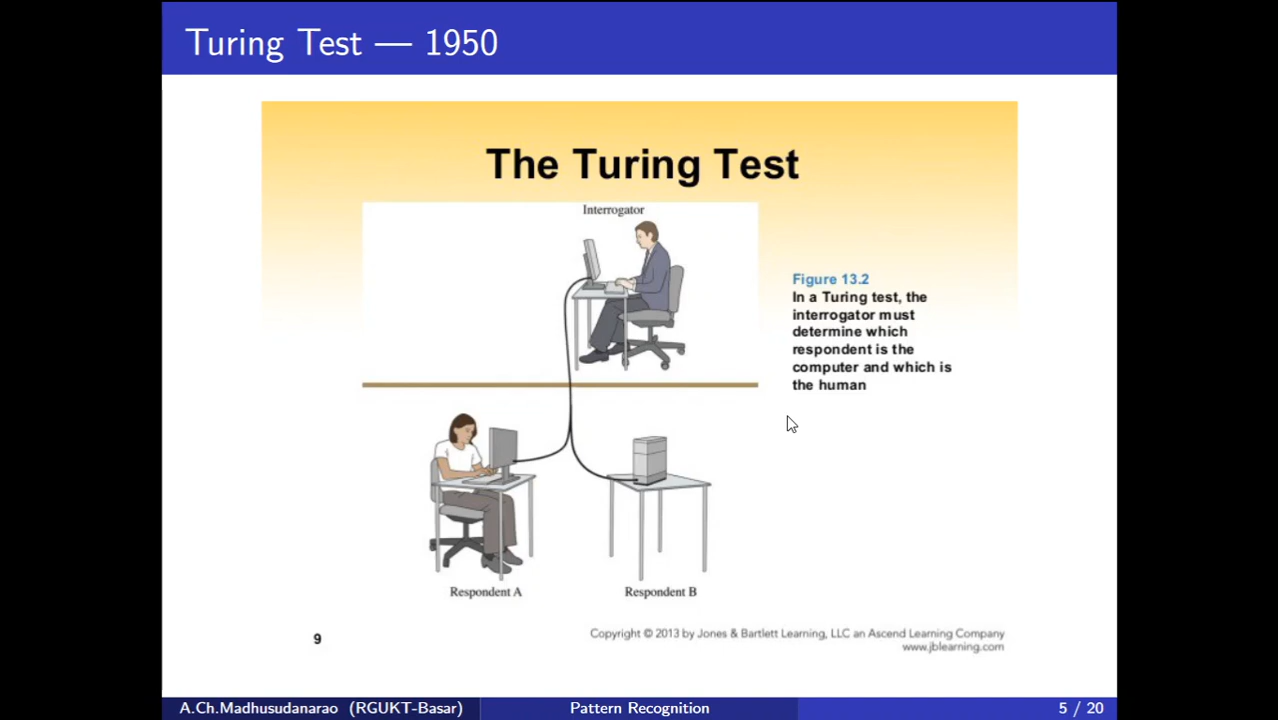 Turing Test — 1950
The Turing Test
Interrogator
Figure 13.2
In a Turing test, the
interrogator must
determine which
respondent is the
computer and which is
the human
Respondent A
Respondent B
9
Copyright © 2013 by Jones & Bartlett Learning, LLC an Ascend Learning Company
www.jblearning.com
A.Ch.Madhusudanarao (RGUKT-Basar)
Pattern Recognition
5 / 20